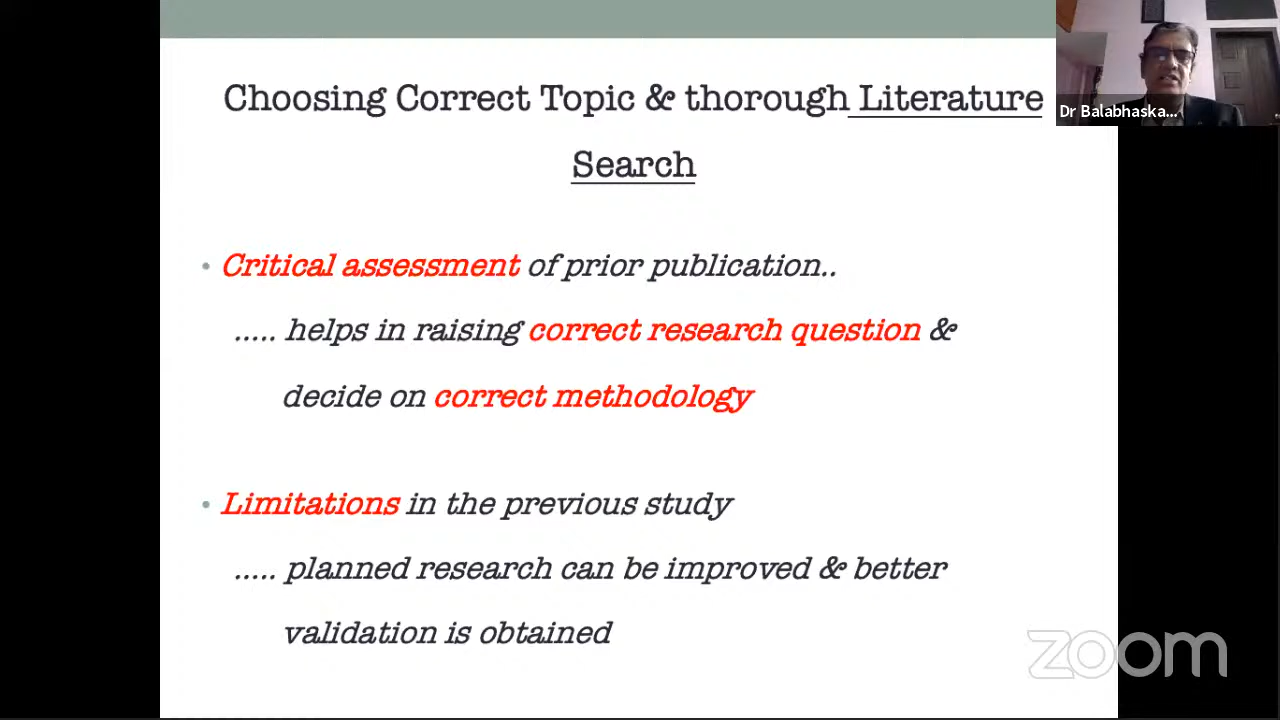 Choosing Correct Topic & thorough Literature
Search
Dr Balabhaska...
• Critical assessment of prior publication..
..... helps in raising correct research question &
decide on correct methodology
• Limitations in the previous study
..... planned research can be improved & better
validation is obtained
zoom